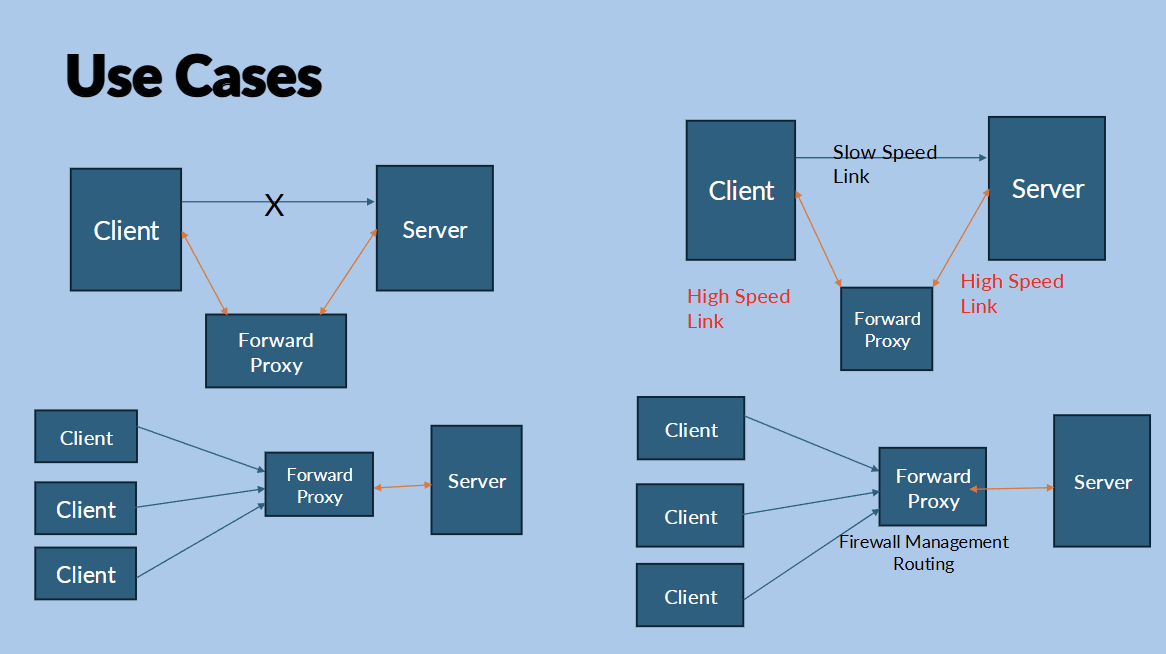 Use Cases
Client
X
Server
Forward
Proxy
Client
Slow Speed
Link
Server
High Speed
Link
High Speed
Link
Forward
Proxy
Client
Client
Client
Forward
Proxy
Server
Client
Client
Client
Forward
Proxy
Firewall Management
Routing
Server